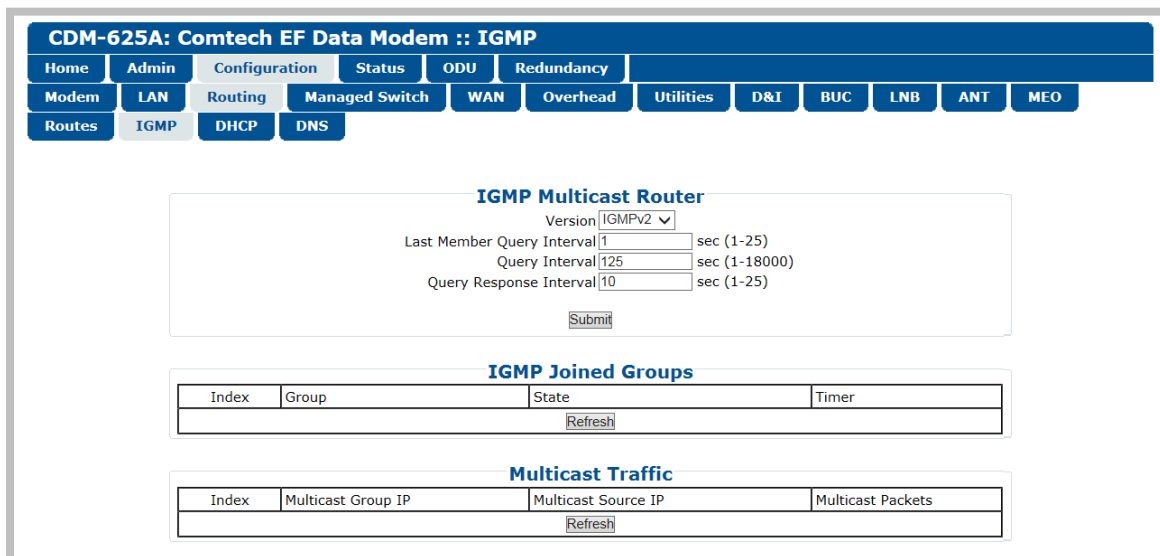 CDM-625A: Comtech EF Data Modem :: IGMP
Home Admin Configuration Status ODU Redundancy
Modem LAN Routing Managed Switch WAN Overhead Utilities D&I BUC LNB ANT MEO
Routes IGMP DHCP DNS
IGMP Multicast Router
Version IGMPv2
Last Member Query Interval 1 sec (1-25)
Query Interval 125 sec (1-18000)
Query Response Interval 10 sec (1-25)
Submit
IGMP Joined Groups
Index Group State Timer
Refresh
Multicast Traffic
Index Multicast Group IP Multicast Source IP Multicast Packets
Refresh